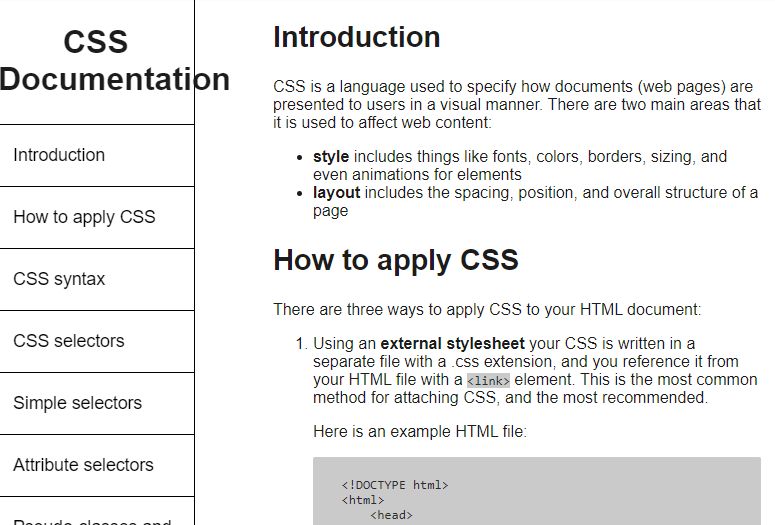 CSS
Documentation
Introduction
How to apply CSS
CSS syntax
CSS selectors
Simple selectors
Attribute selectors
Pseudo-classes and
Introduction
CSS is a language used to specify how documents (web pages) are
presented to users in a visual manner. There are two main areas that
it is used to affect web content:
• style includes things like fonts, colors, borders, sizing, and
even animations for elements
• layout includes the spacing, position, and overall structure of a
page
How to apply CSS
There are three ways to apply CSS to your HTML document:
1. Using an external stylesheet your CSS is written in a
separate file with a .css extension, and you reference it from
your HTML file with a <link> element. This is the most common
method for attaching CSS, and the most recommended.
Here is an example HTML file:
<!DOCTYPE html>
<html>
<head>